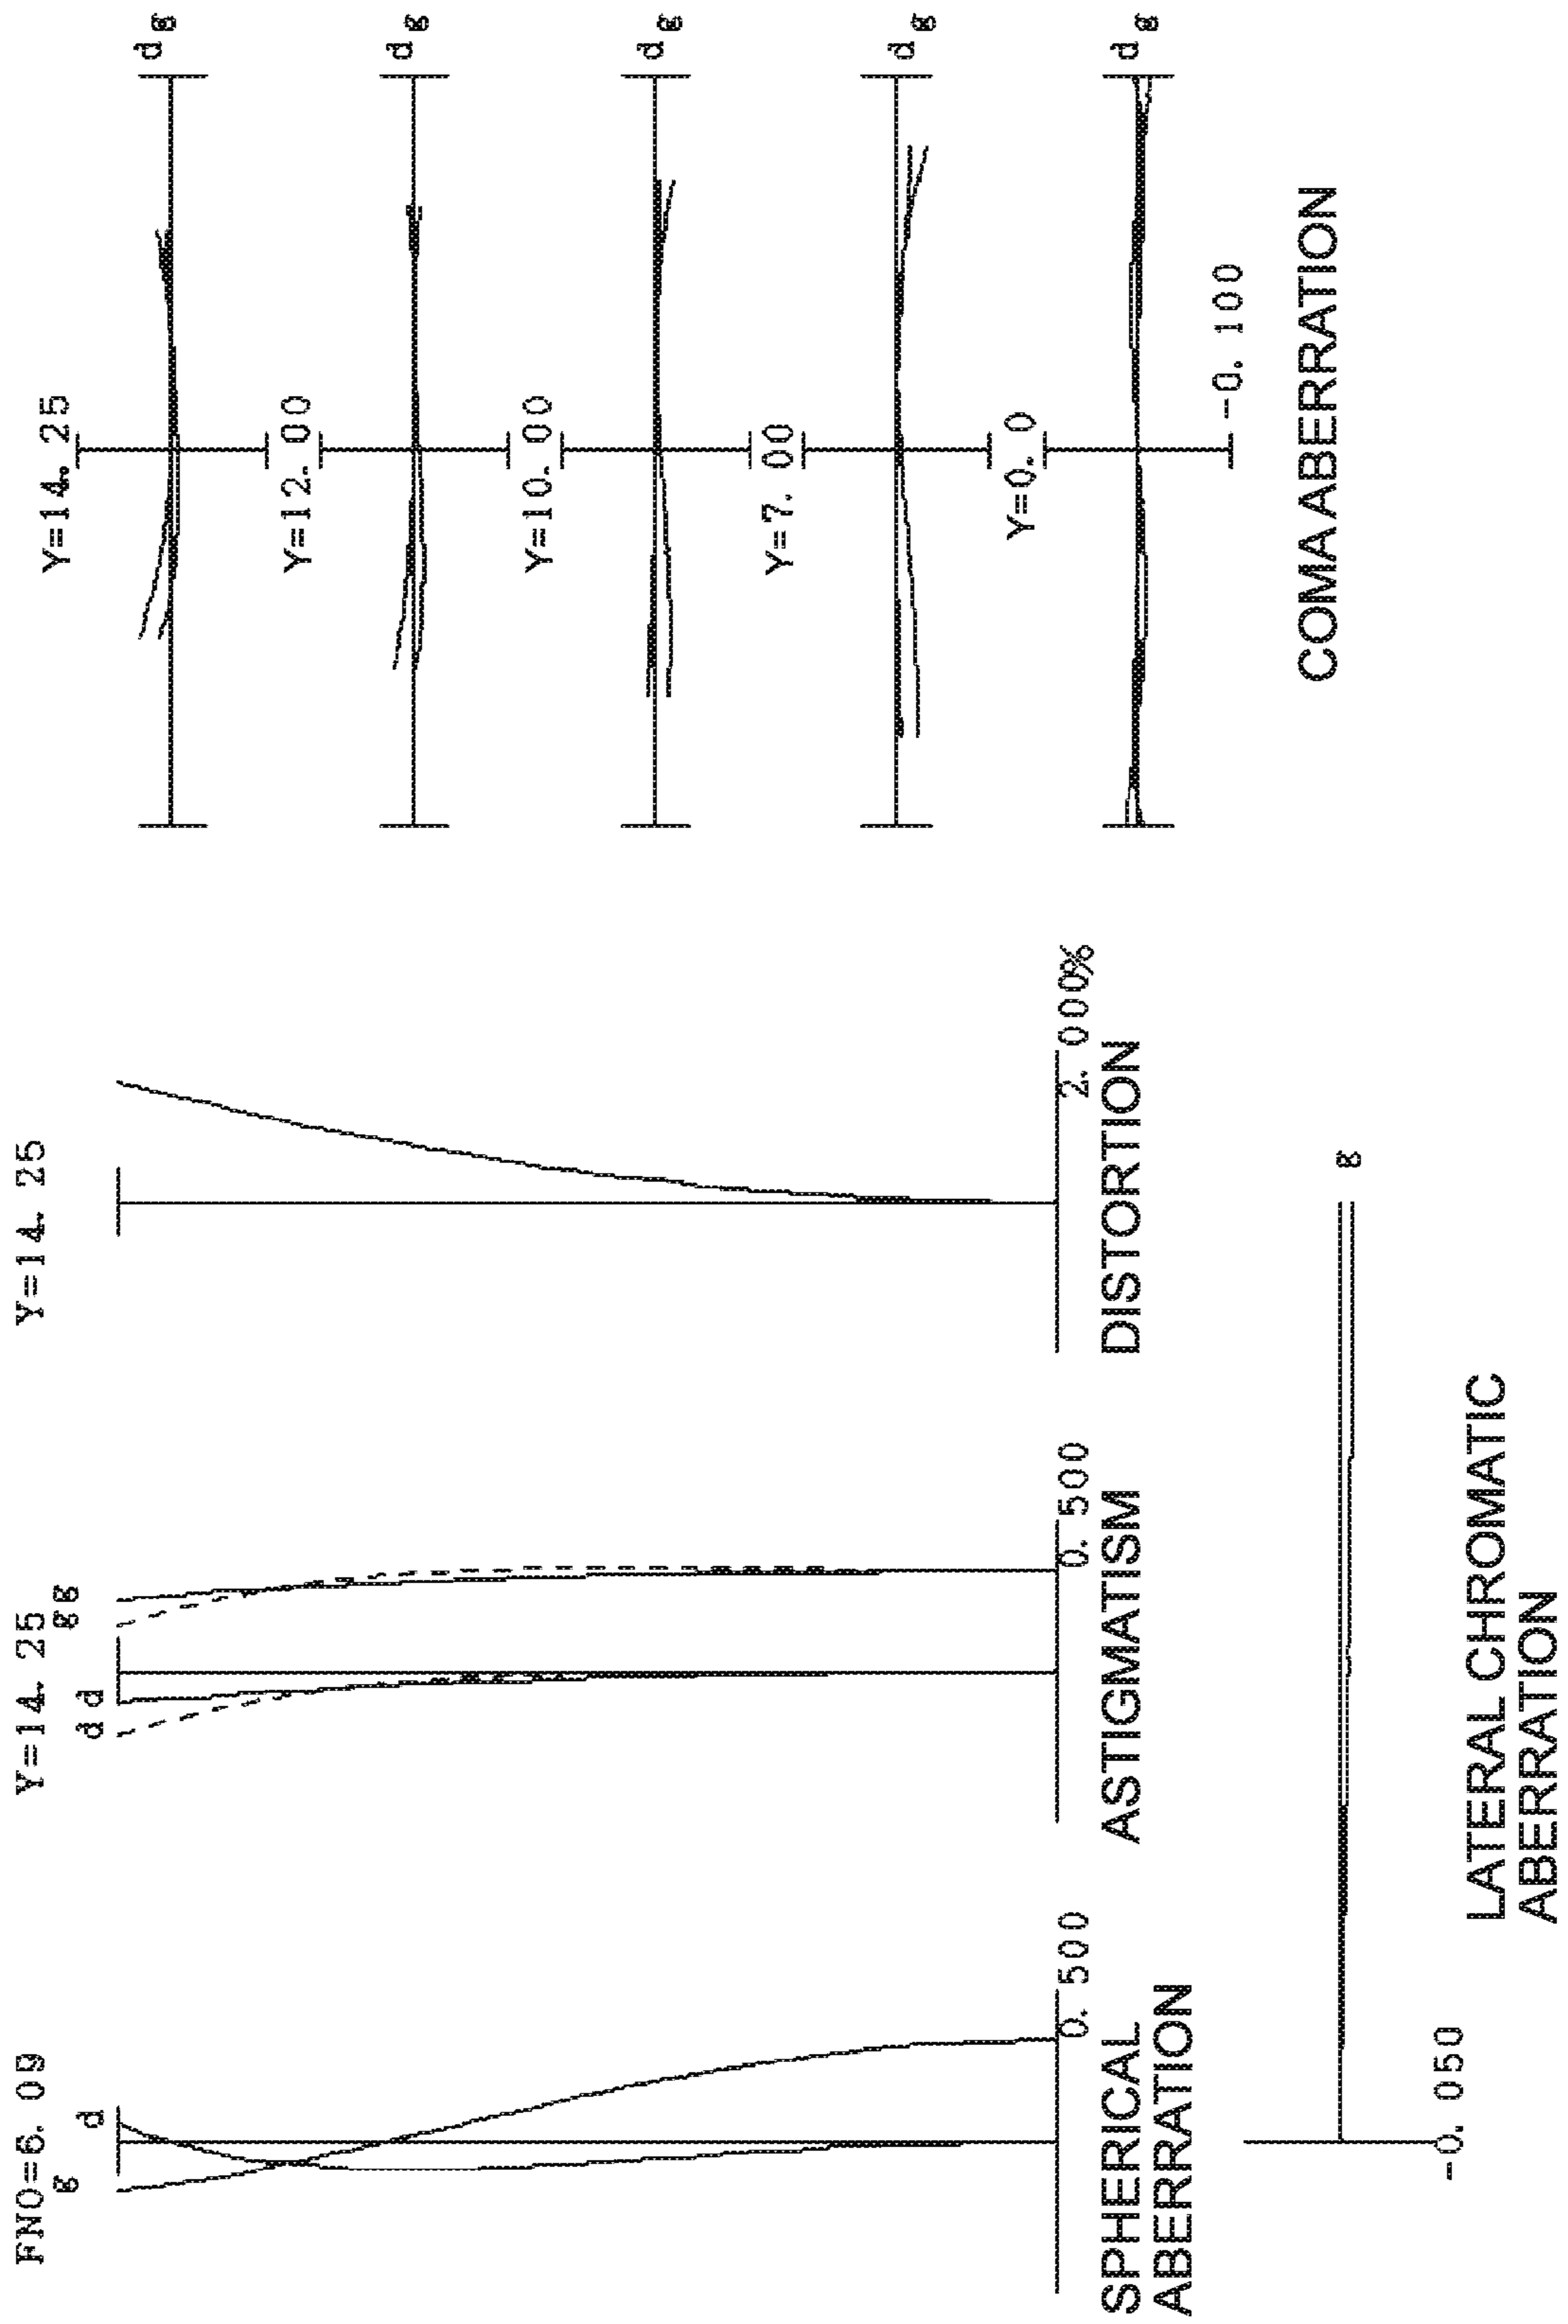 FNO=6. 09
g d
0. 500
SPHERICAL
ABERRATION
Y=14. 25
d d g g
0. 500
ASTIGMATISM
Y=14. 25
2. 000%
DISTORTION
Y=14. 25
d
g
Y=12. 00
d
g
Y=10. 00
d
g
Y=7. 00
d
g
Y=0. 0
d
g
-0. 100
COMA ABERRATION
g
-0. 050
LATERAL CHROMATIC
ABERRATION